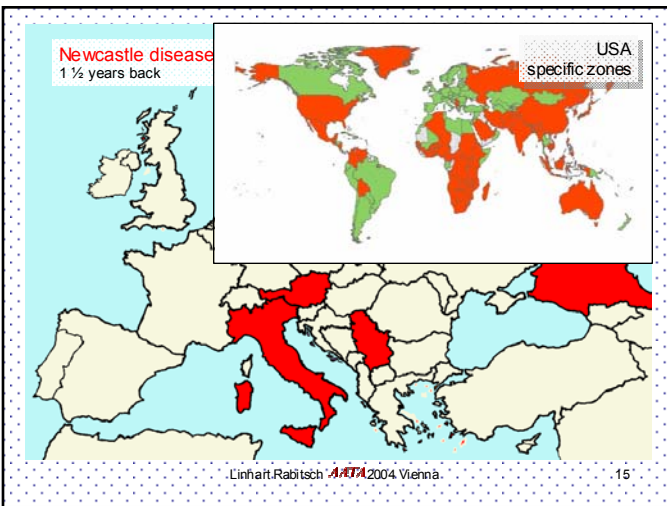 Newcastle disease
1 ½ years back
USA
specific zones
Linhart Rabitsch AATA 2004 Vienna
15